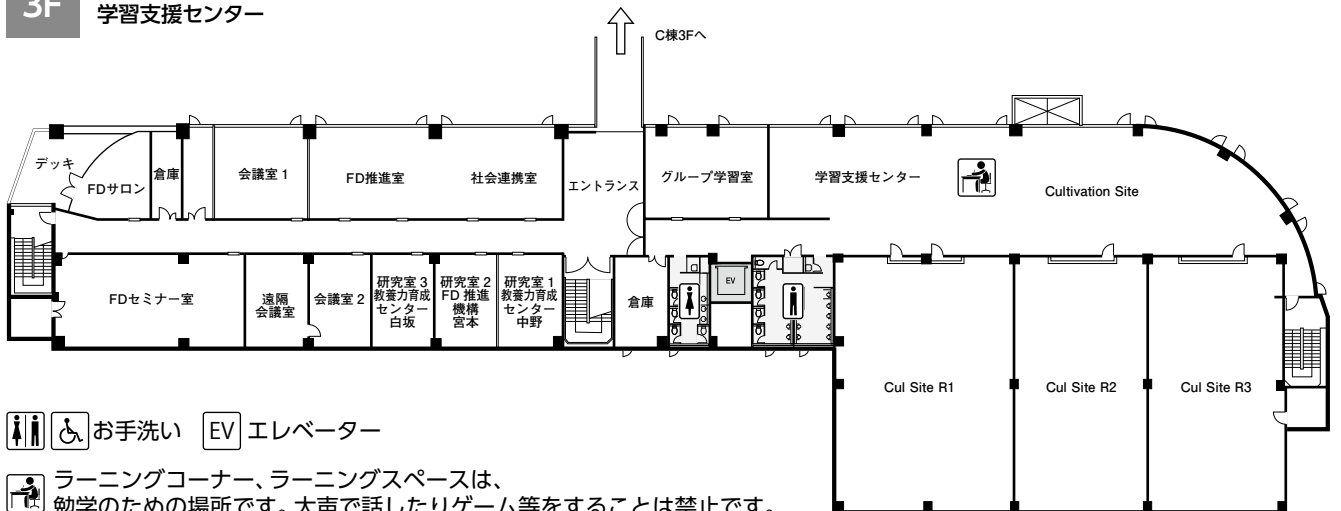 3F
学習支援センター
C棟3Fへ
デッキ
FDサロン
倉庫
会議室 1
FD推進室
社会連携室
エントランス
グループ学習室
学習支援センター
Cultivation Site
FDセミナー室
遠隔
会議室
会議室 2
研究室 3
教養力育成
センター
白坂
研究室 2
FD 推進
機構
宮本
研究室 1
教養力育成
センター
中野
倉庫
EV
Cul Site R1
Cul Site R2
Cul Site R3
お手洗い EV エレベーター
ラーニングコーナー、ラーニングスペースは、
勉学のための場所です。大声で話したりゲーム等をすることは禁止です。